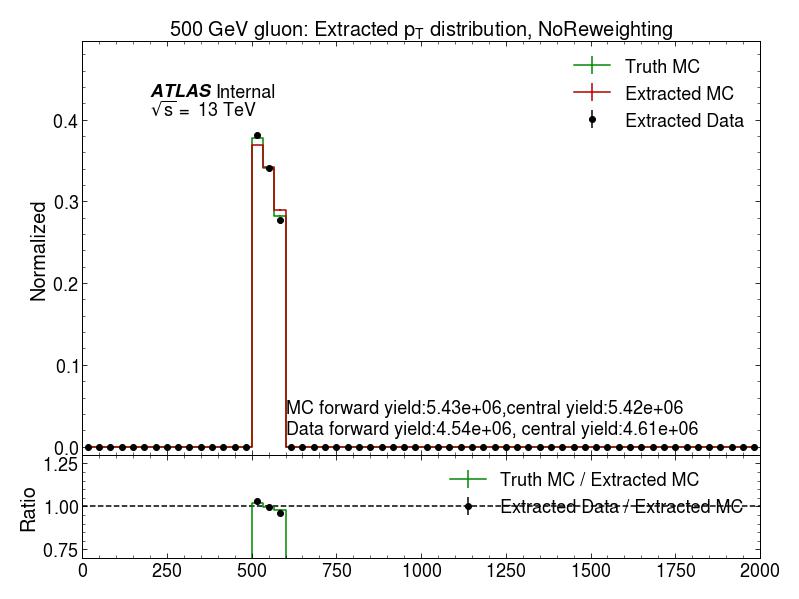 500 GeV gluon: Extracted pT distribution, NoReweighting
ATLAS Internal
√s = 13 TeV
Truth MC
Extracted MC
Extracted Data
Normalized
0.4
0.3
0.2
0.1
0.0
MC forward yield:5.43e+06,central yield:5.42e+06
Data forward yield:4.54e+06, central yield:4.61e+06
Ratio
1.25
1.00
0.75
Truth MC / Extracted MC
Extracted Data / Extracted MC
0 250 500 750 1000 1250 1500 1750 2000